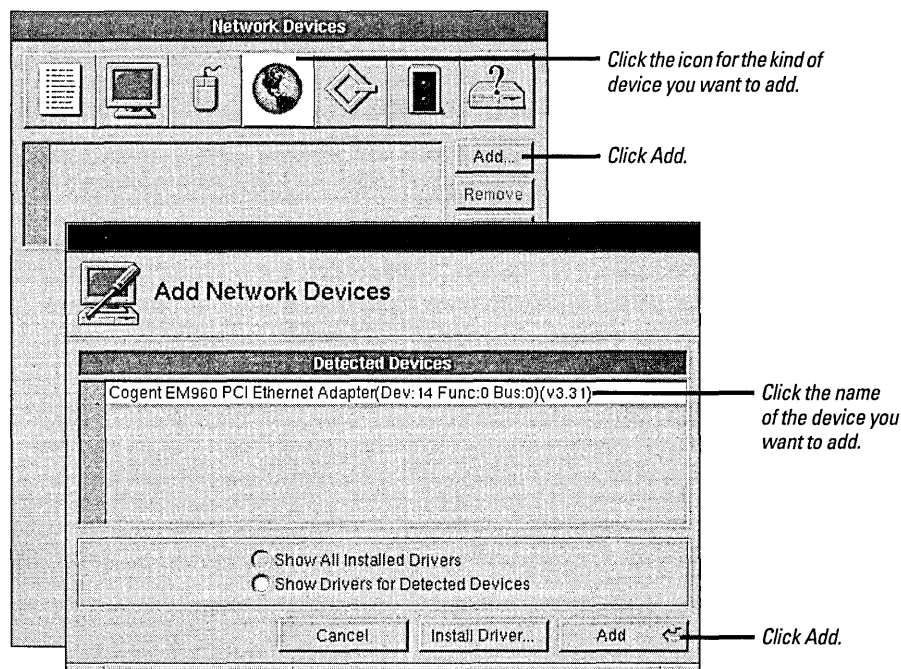 Network Devices
Click the icon for the kind of
device you want to add.
?
Add...
Click Add.
Remove
Add Network Devices
Detected Devices
Cogent EM960 PCI Ethernet Adapter(Dev:14 Func:0 Bus:0)(v3.31)
Click the name
of the device you
want to add.
Show All Installed Drivers
Show Drivers for Detected Devices
Cancel
Install Driver...
Add
Click Add.